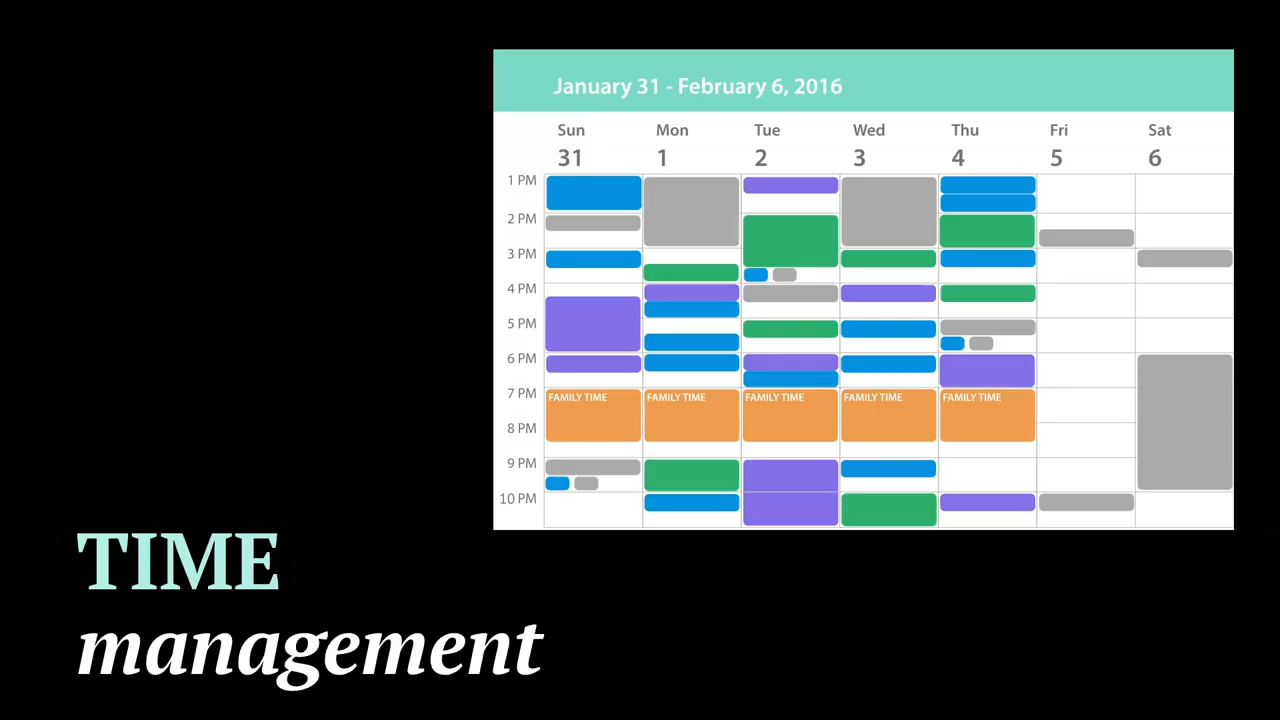 January 31 - February 6, 2016
Sun Mon Tue Wed Thu Fri Sat
31 1 2 3 4 5 6
1 PM
2 PM
3 PM
4 PM
5 PM
6 PM
7 PM
FAMILY TIME FAMILY TIME FAMILY TIME FAMILY TIME FAMILY TIME
8 PM
9 PM
10 PM
TIME
management